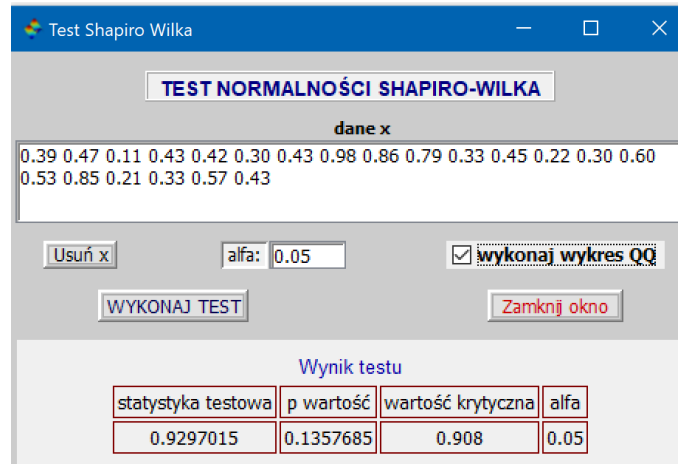 Test Shapiro Wilka
TEST NORMALNOŚCI SHAPIRO-WILKA
dane x
0.39 0.47 0.11 0.43 0.42 0.30 0.43 0.98 0.86 0.79 0.33 0.45 0.22 0.30 0.60
0.53 0.85 0.21 0.33 0.57 0.43
Usuń x alfa: 0.05 wykonaj wykres QQ
WYKONAJ TEST Zamknij okno
Wynik testu
statystyka testowa p wartość wartość krytyczna alfa
0.9297015 0.1357685 0.908 0.05